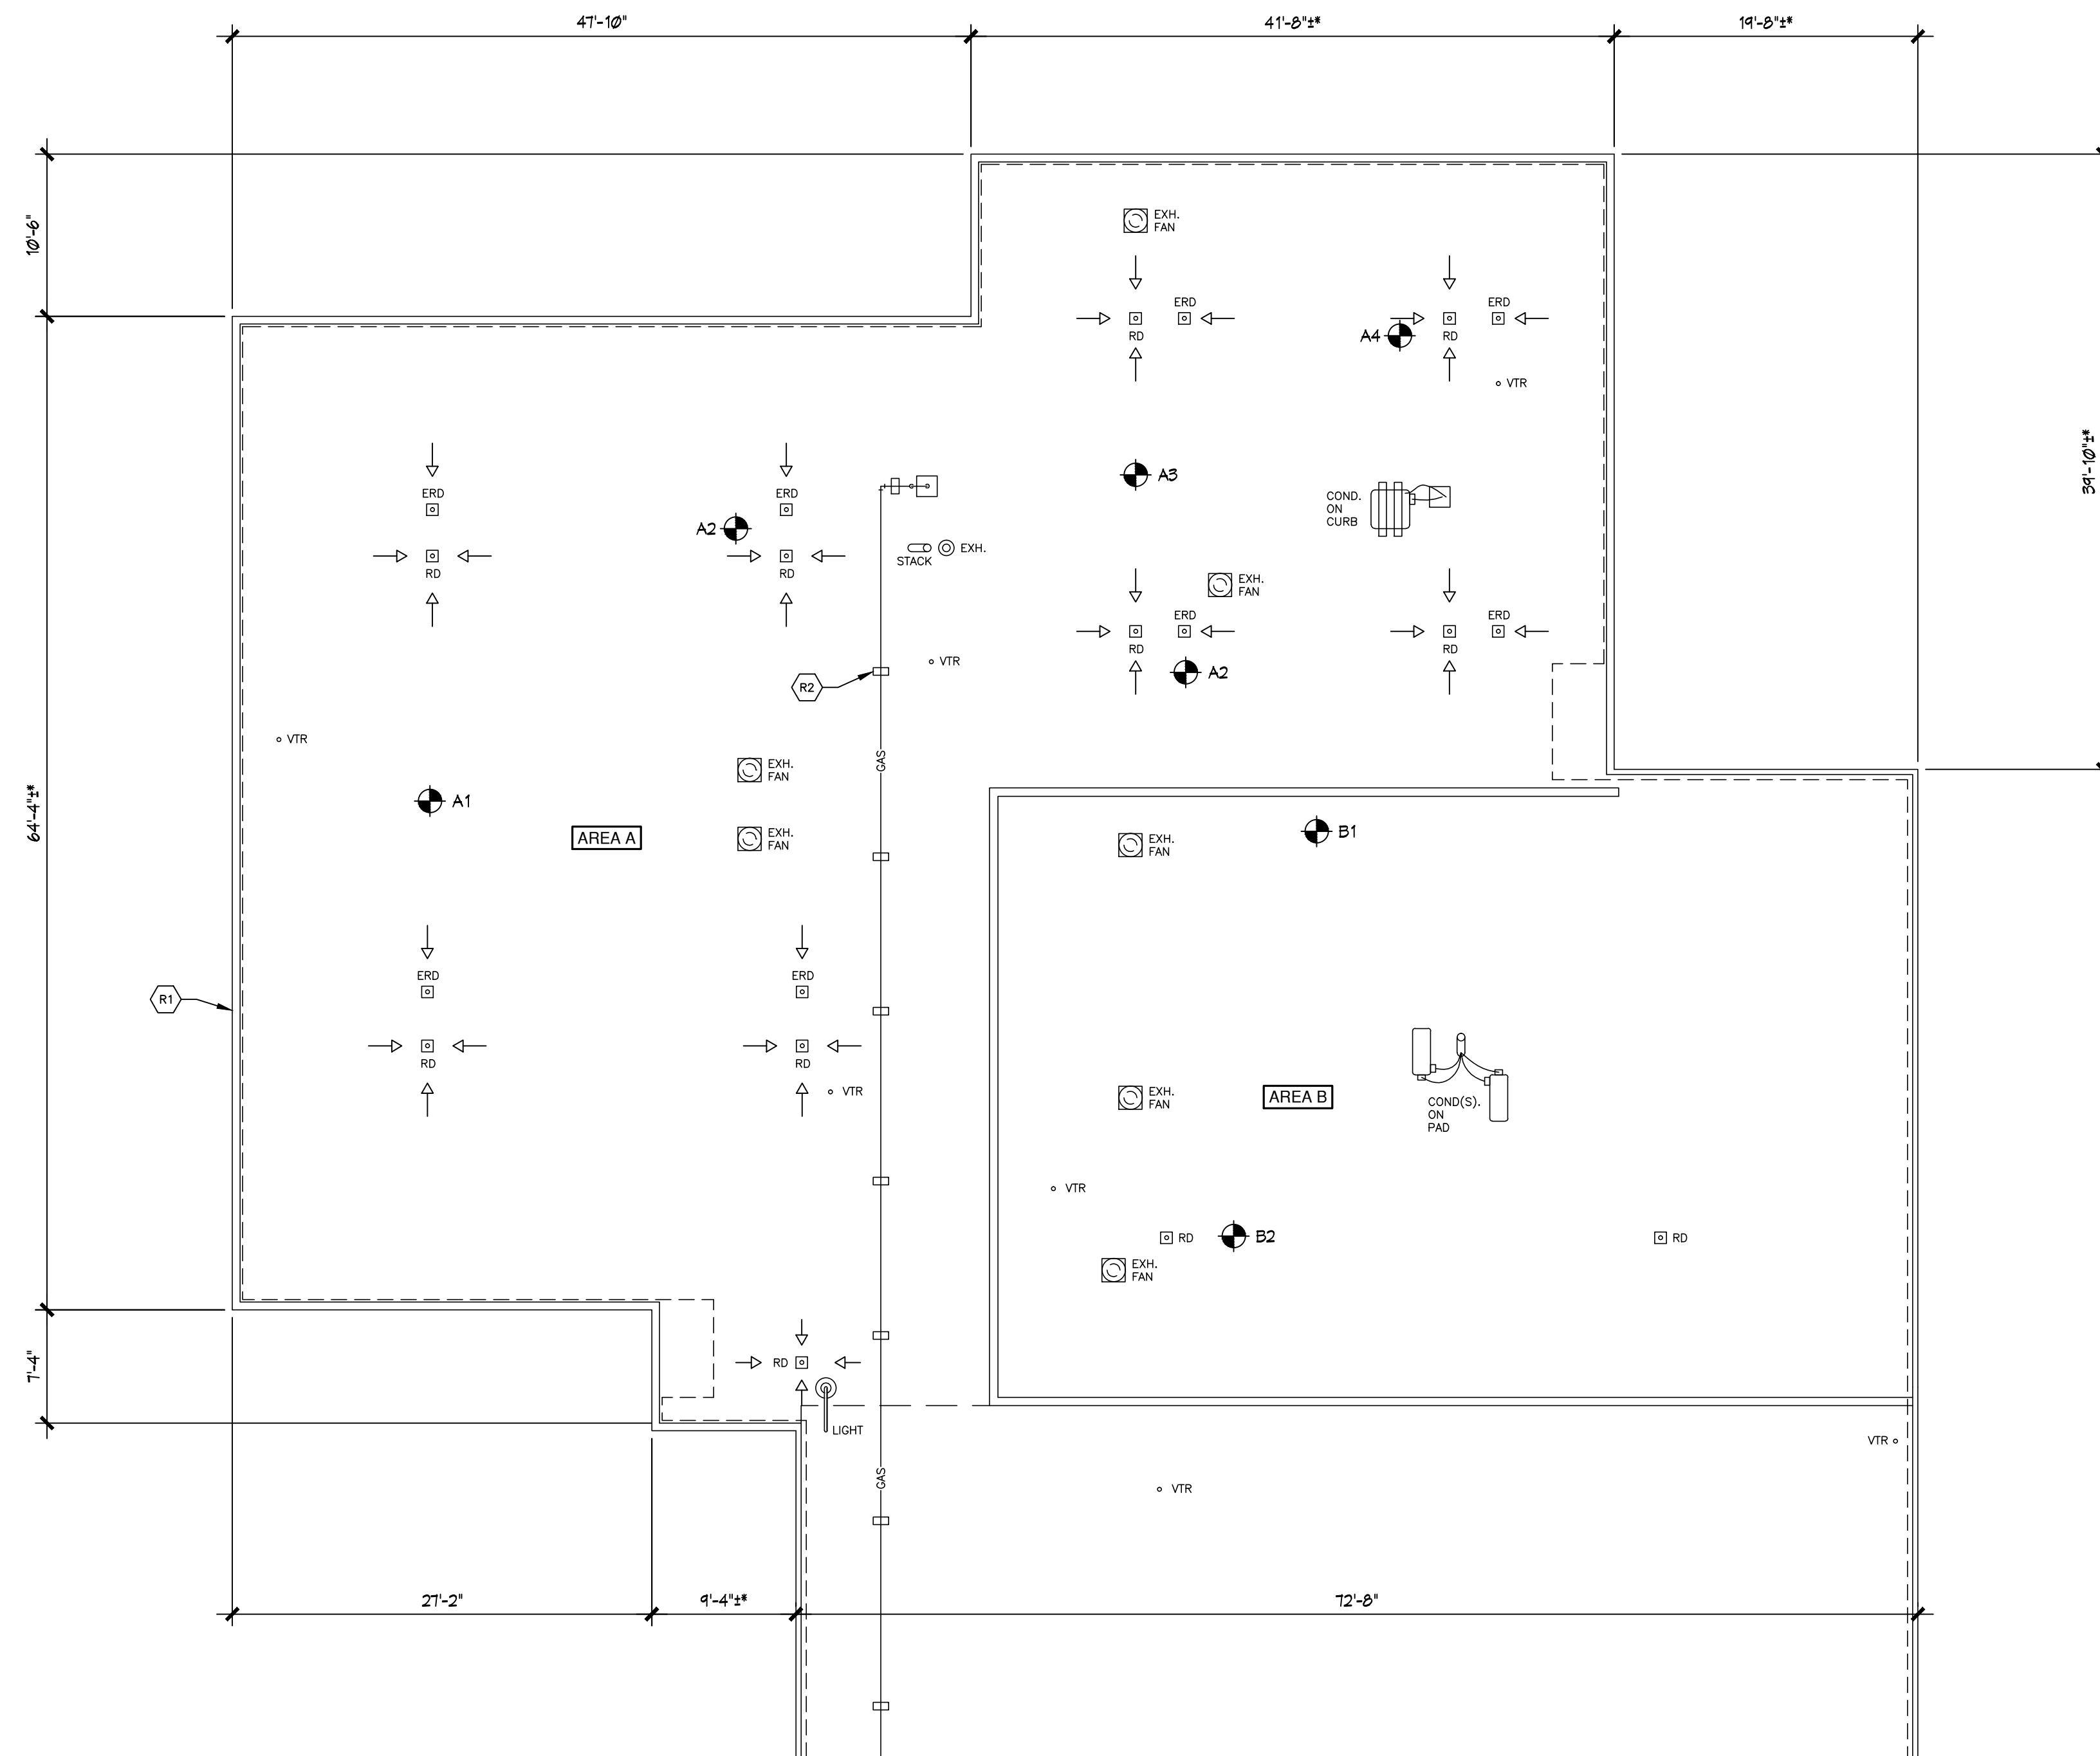 47'-10"
41'-8"±*
19'-8"±*
10'-6"
EXH.
FAN
ERD
ERD
RD
A4
RD
VTR
39'-10"±*
A3
ERD
ERD
A2
COND.
ON
CURB
EXH.
STACK
RD
RD
EXH.
FAN
ERD
ERD
RD
RD
VTR
A2
R2
VTR
GAS
EXH.
FAN
64'-4"±*
A1
AREA A
EXH.
FAN
B1
EXH.
FAN
ERD
ERD
R1
RD
RD
VTR
EXH.
FAN
AREA B
COND(S).
ON
PAD
VTR
RD
B2
RD
EXH.
FAN
7'-4"
RD
LIGHT
VTR
GAS
VTR
27'-2"
9'-4"±*
72'-8"